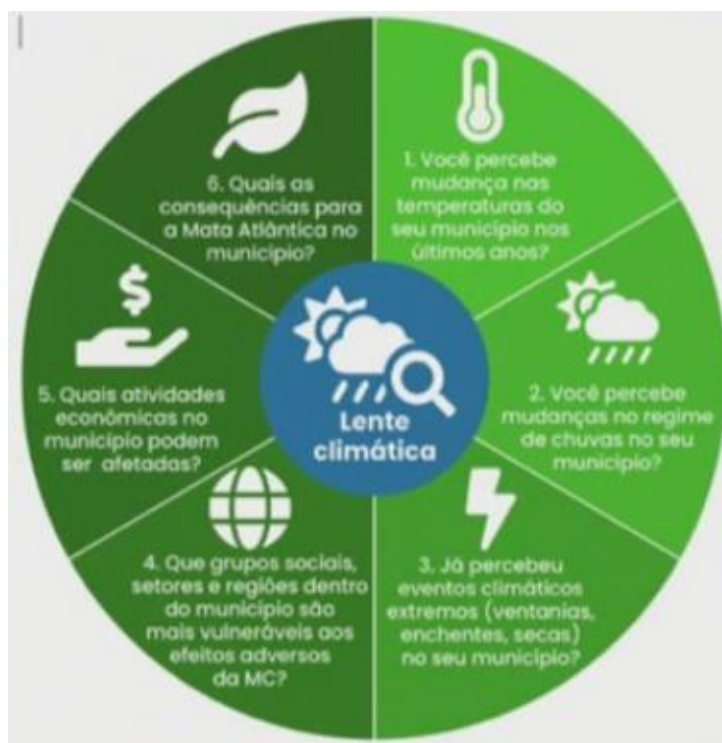 1. Você percebe
mudança nas
temperaturas do
seu município nos
últimos anos?
2. Você percebe
mudanças no regime
de chuvas no seu
município?
3. Já percebeu
eventos climáticos
extremos (ventanias,
enchentes, secas)
no seu município?
4. Que grupos sociais,
setores e regiões dentro
do município são
mais vulneráveis aos
efeitos adversos
da MC?
5. Quais atividades
econômicas no
município podem
ser afetadas?
6. Quais as
consequências para
a Mata Atlântica no
município?
Lente
climática